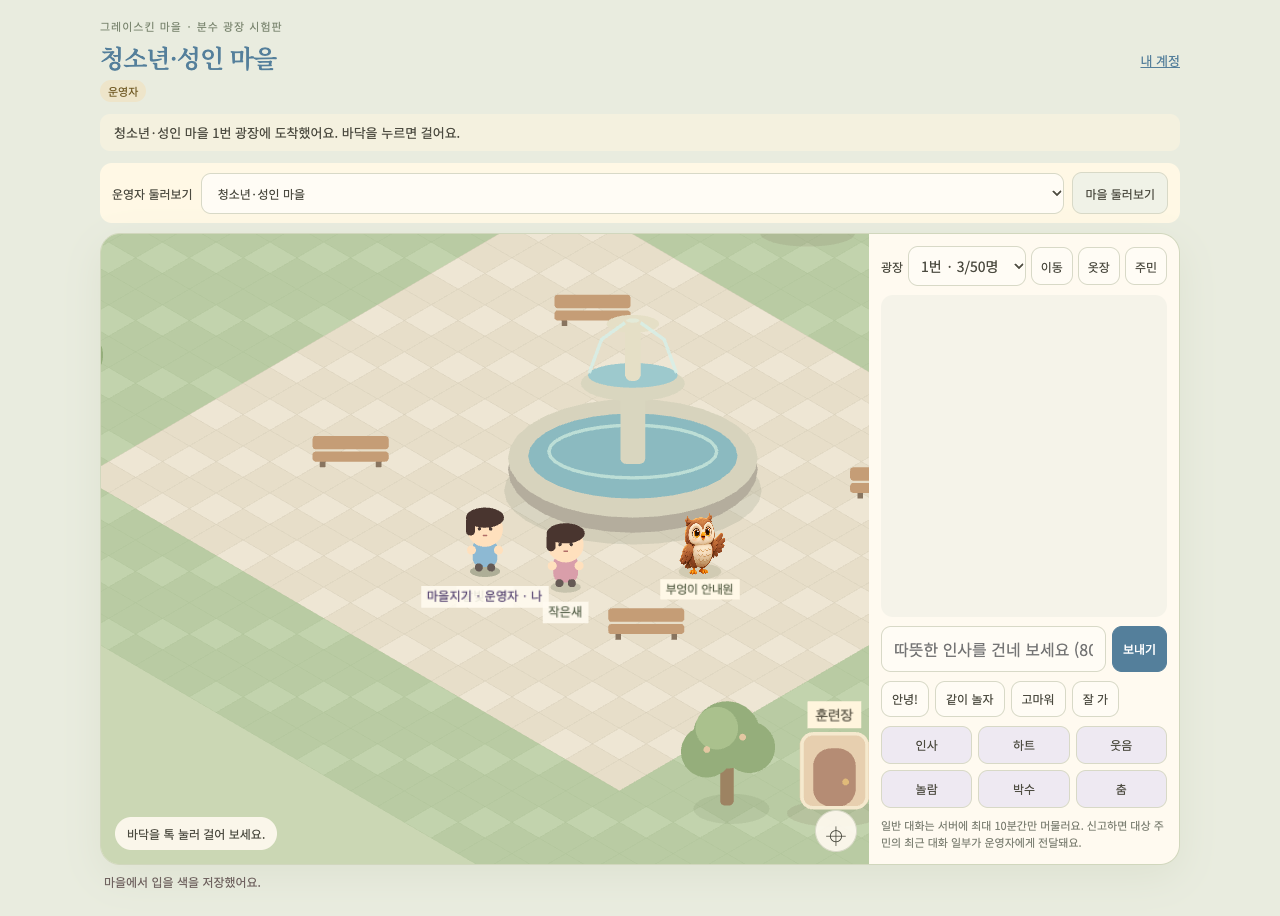 그레이스킨 마을 · 분수 광장 시험판
청소년·성인 마을
내 계정
운영자
청소년·성인 마을 1번 광장에 도착했어요. 바닥을 누르면 걸어요.
운영자 둘러보기
청소년·성인 마을
마을 둘러보기
광장
1번 · 3/50명
이동
옷장
주민
마을지기 · 운영자 · 나
작은새
부엉이 안내원
훈련장
바닥을 톡 눌러 걸어 보세요.
따뜻한 인사를 건네 보세요 (80
보내기
안녕!
같이 놀자
고마워
잘 가
인사
하트
웃음
놀람
박수
춤
일반 대화는 서버에 최대 10분간만 머물러요. 신고하면 대상 주
민의 최근 대화 일부가 운영자에게 전달돼요.
마을에서 입을 색을 저장했어요.